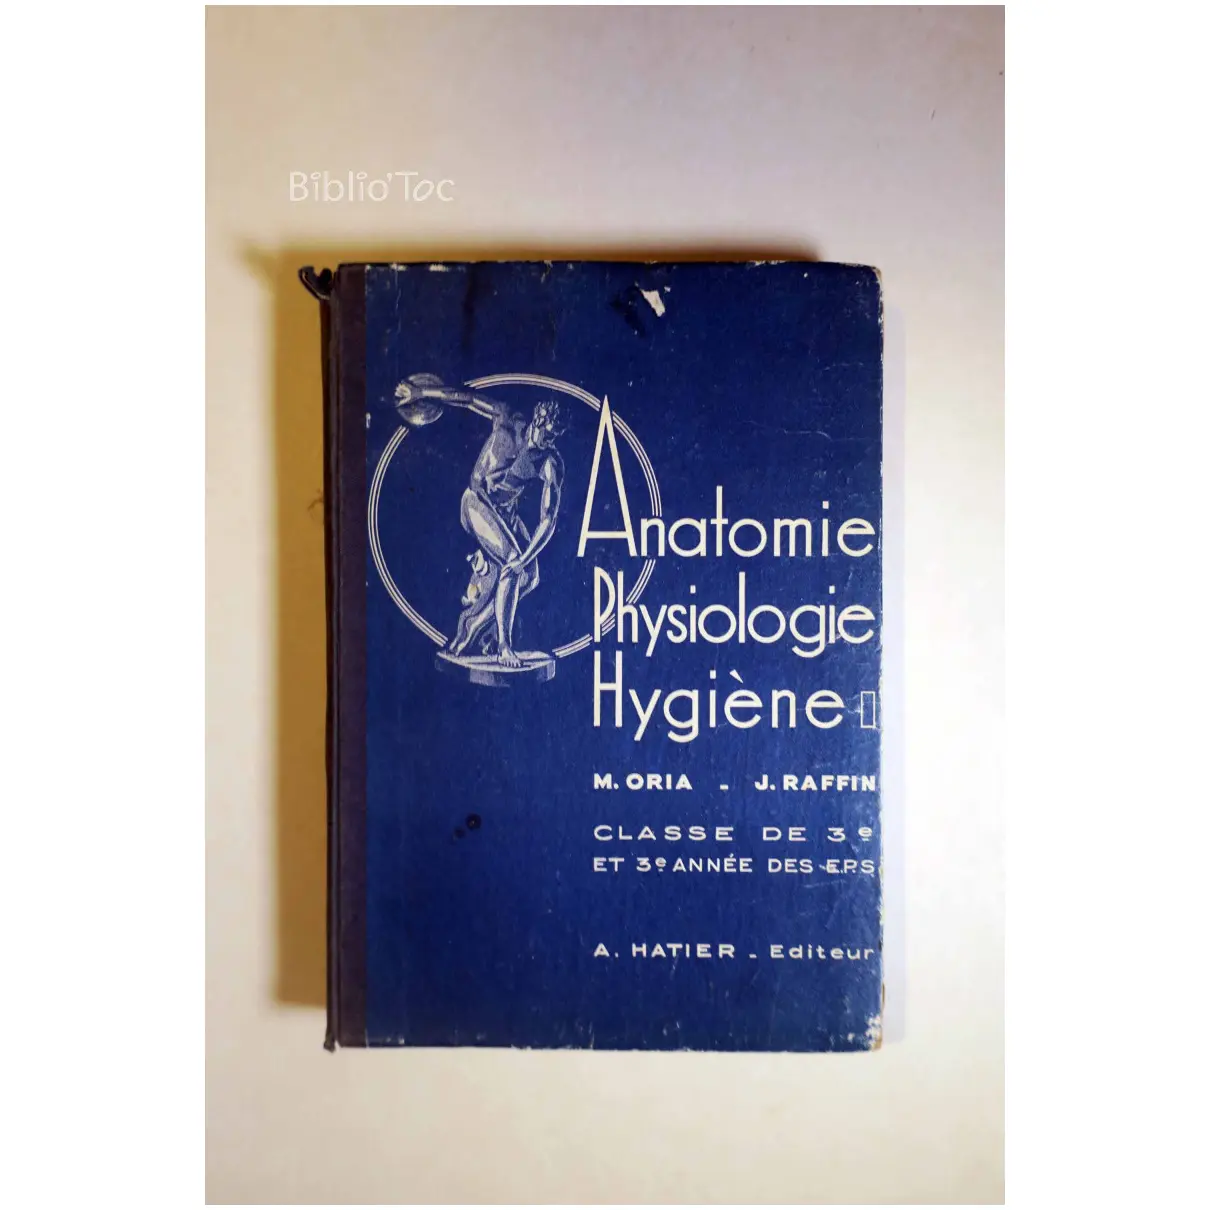 Biblio'Toc
Anatomie
Physiologie
Hygiène
M. ORIA - J. RAFFIN
CLASSE DE 3e
ET 3e ANNÉE DES E.P.S
A. HATIER - Editeur